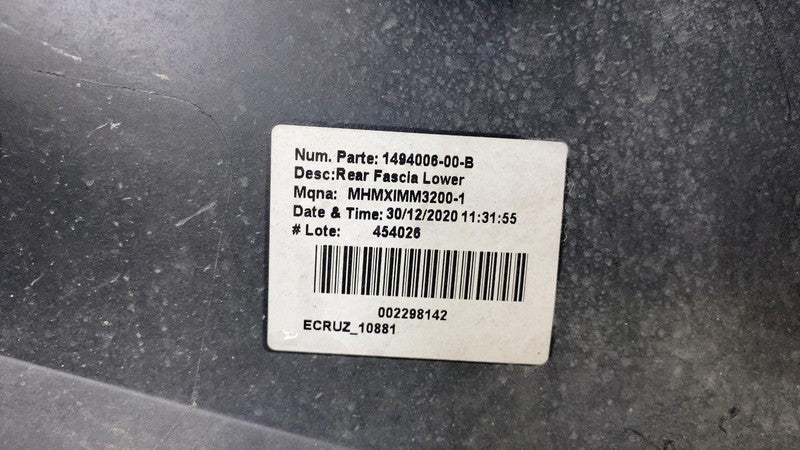 Num. Parte: 1494006-00-B
Desc:Rear Fascia Lower
Mqna: MHMXIMM3200-1
Date & Time: 30/12/2020 11:31:55
# Lote: 454026
002298142
ECRUZ_10881